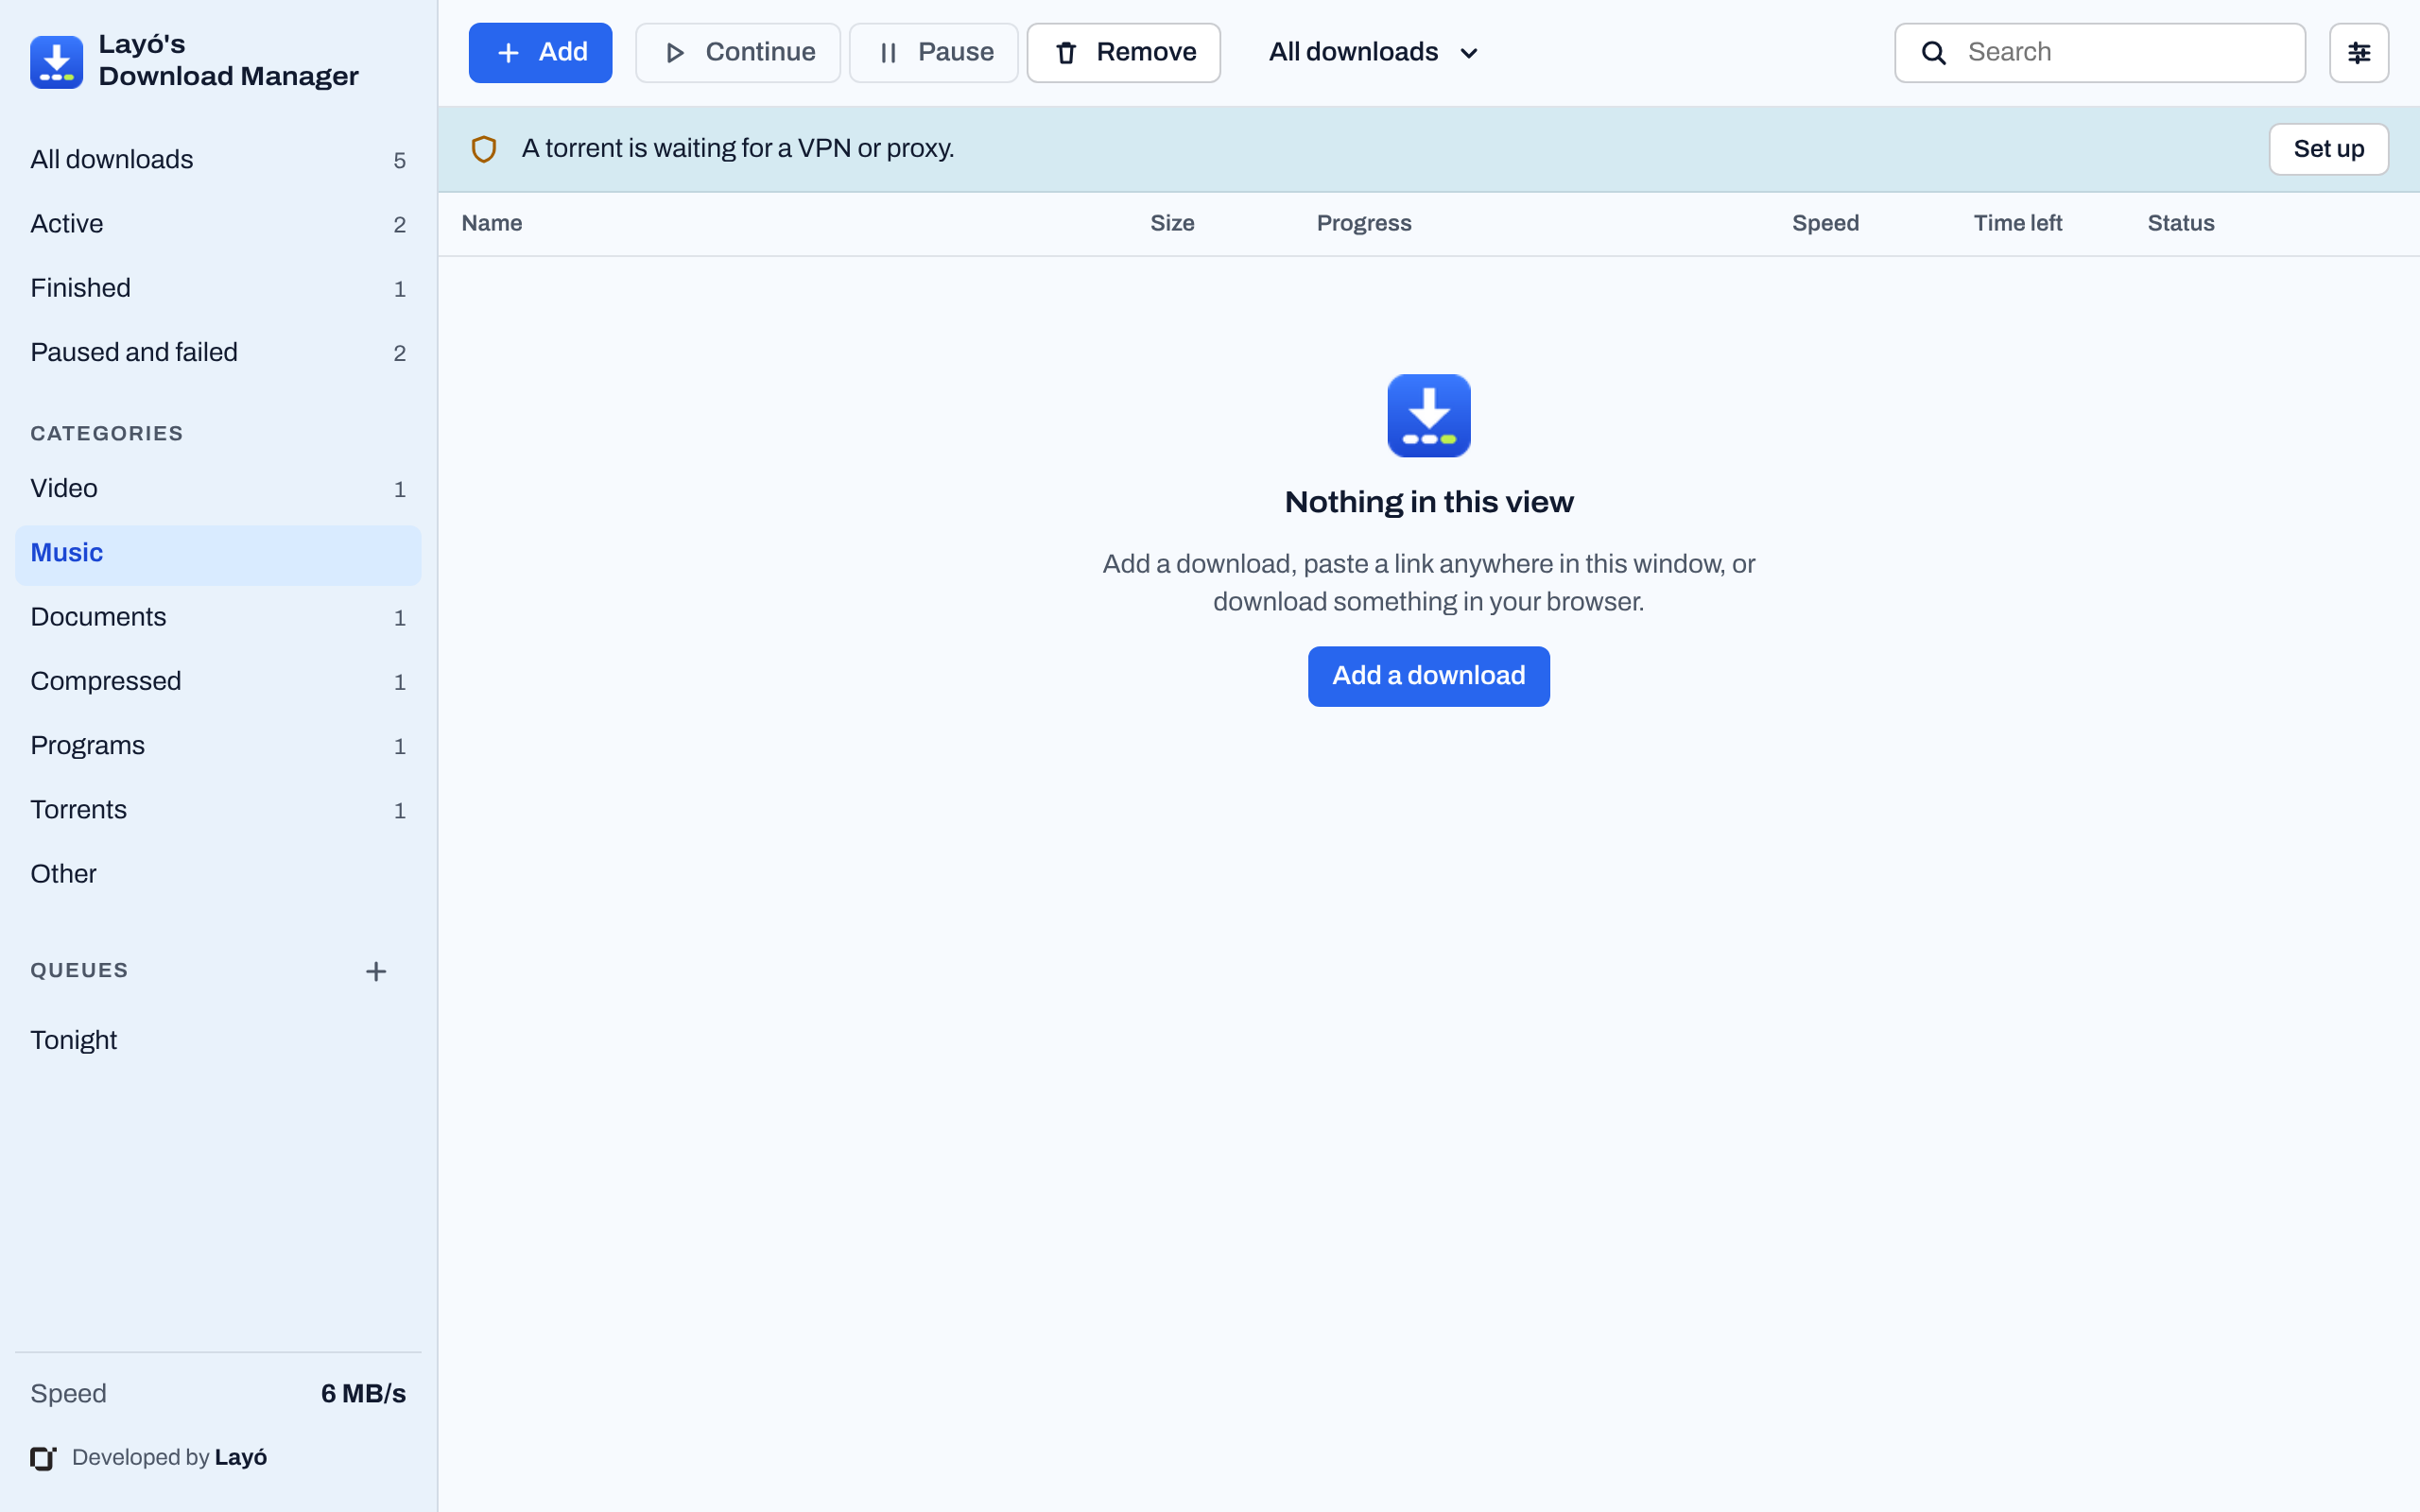 Layó's
Download Manager
All downloads 5
Active 2
Finished 1
Paused and failed 2
CATEGORIES
Video 1
Music
Documents 1
Compressed 1
Programs 1
Torrents 1
Other
QUEUES
Tonight
Speed 6 MB/s
Developed by Layó
Add Continue Pause Remove All downloads Search
A torrent is waiting for a VPN or proxy. Set up
Name Size Progress Speed Time left Status
Nothing in this view
Add a download, paste a link anywhere in this window, or
download something in your browser.
Add a download